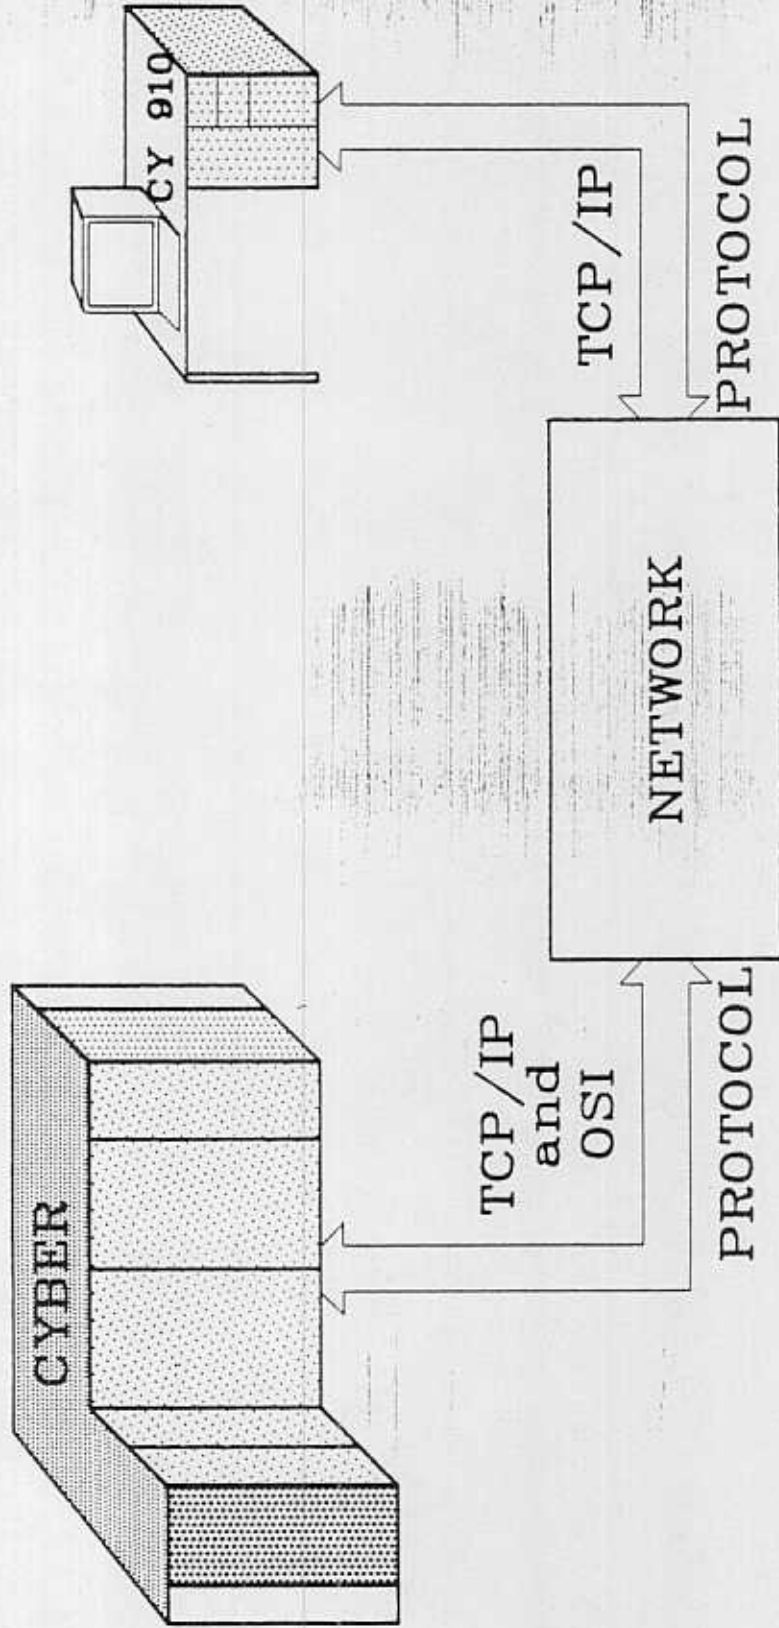 CYBER
CY 910
TCP/IP
and
OSI
TCP/IP
NETWORK
PROTOCOL
PROTOCOL